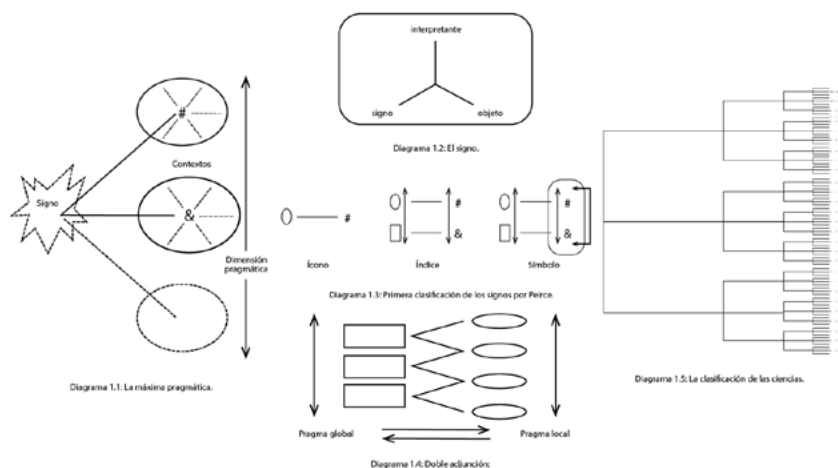 #
Contextos
Signo
&
Dimensión
pragmática
Diagrama 1.1: La máxima pragmática.
interpretante
signo
objeto
Diagrama 1.2: El signo.
#
Ícono
#
&
Índice
#
&
Símbolo
Diagrama 1.3: Primera clasificación de los signos por Peirce.
Pragma global
Pragma local
Diagrama 1.4: Doble adjunción:
Diagrama 1.5: La clasificación de las ciencias.